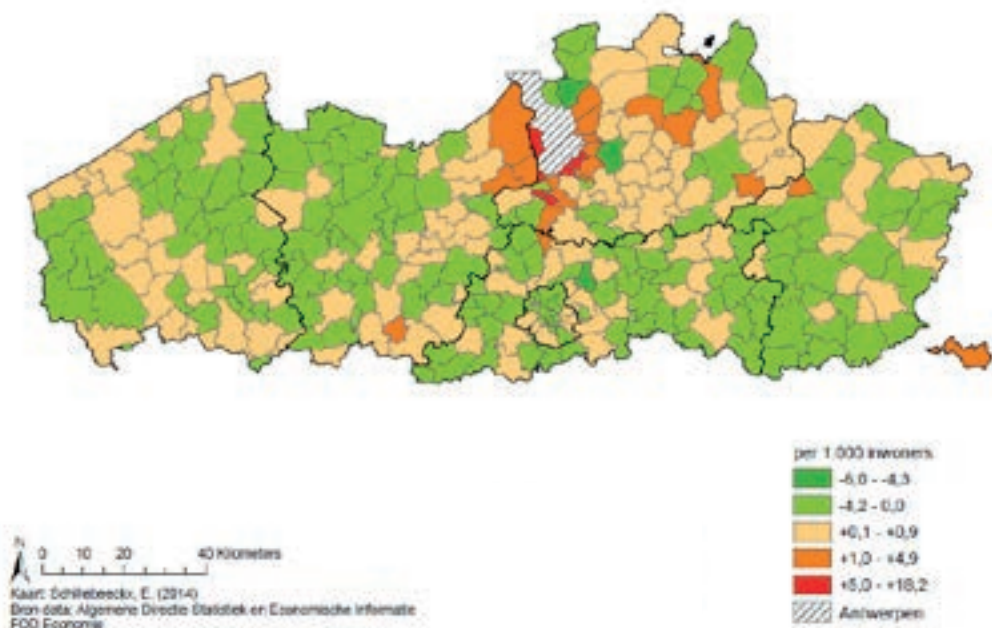 per 1.000 inwoners
-6,0 - -4,3
-4,2 - 0,0
+0,1 - +0,9
+1,0 - +4,9
+5,0 - +18,2
Antwerpen
N
0 10 20 40 Kilometers
Kaart: Schillebeeckx, E. (2014)
Bron data: Algemene Directie Statistiek en Economische Informatie
FOD Economie